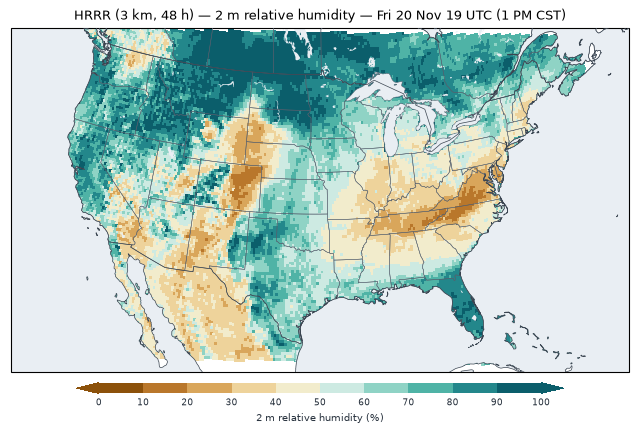 HRRR (3 km, 48 h) — 2 m relative humidity — Fri 20 Nov 19 UTC (1 PM CST)
0 10 20 30 40 50 60 70 80 90 100
2 m relative humidity (%)